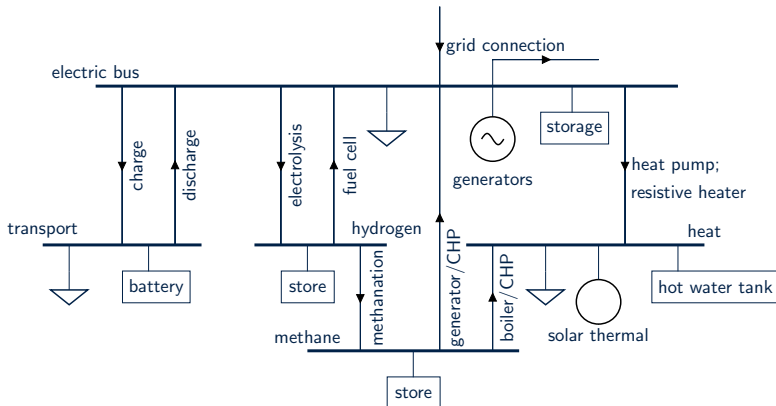 grid connection
electric bus
storage
generators
charge
discharge
electrolysis
fuel cell
heat pump;
resistive heater
transport
hydrogen
heat
battery
store
methanation
generator/CHP
boiler/CHP
hot water tank
solar thermal
methane
store